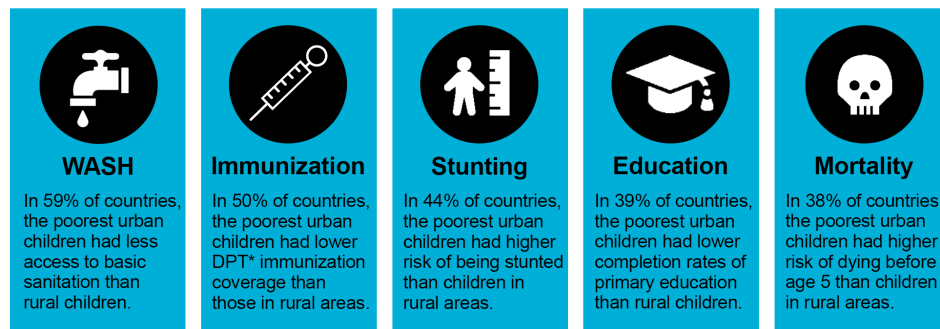 WASH
In 59% of countries,
the poorest urban
children had less
access to basic
sanitation than
rural children.
Immunization
In 50% of countries,
the poorest urban
children had lower
DPT* immunization
coverage than
those in rural areas.
Stunting
In 44% of countries,
the poorest urban
children had higher
risk of being stunted
than children in
rural areas.
Education
In 39% of countries,
the poorest urban
children had lower
completion rates of
primary education
than rural children.
Mortality
In 38% of countries
the poorest urban
children had higher
risk of dying before
age 5 than children
in rural areas.